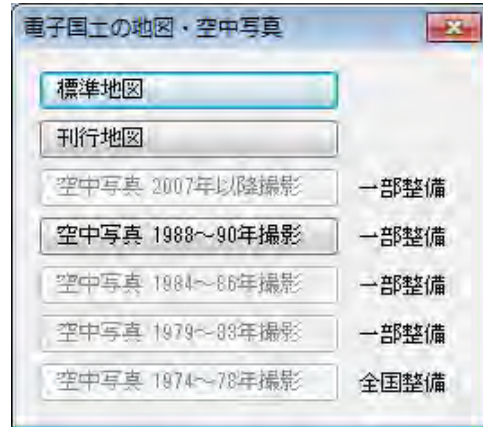 電子国土の地図・空中写真
標準地図
刊行地図
空中写真 2007年以降撮影 一部整備
空中写真 1988～90年撮影 一部整備
空中写真 1984～86年撮影 一部整備
空中写真 1979～83年撮影 一部整備
空中写真 1974～78年撮影 全国整備